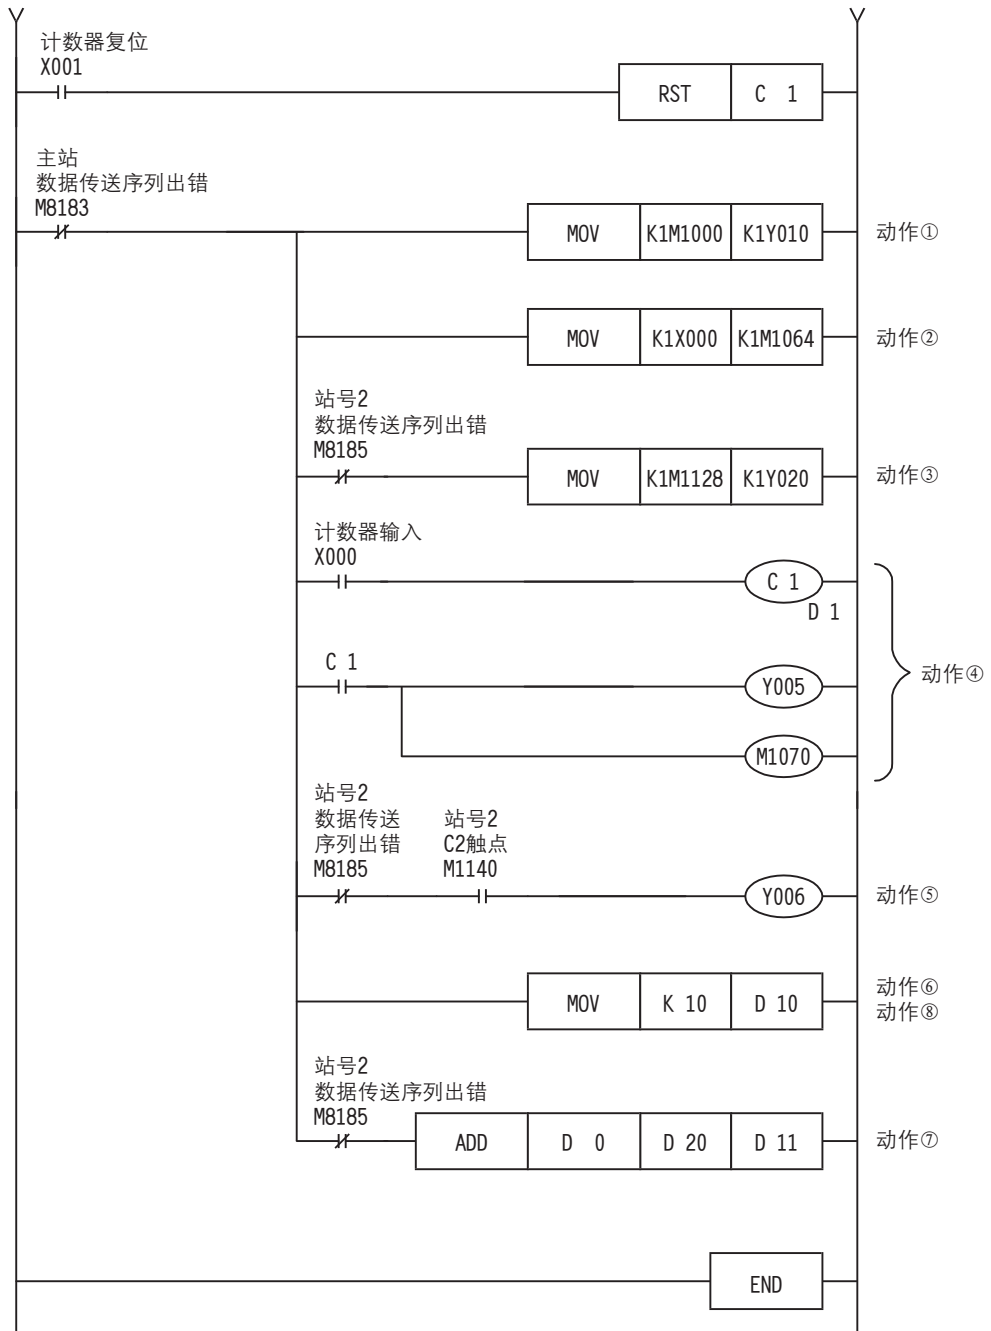 计数器复位
X001
RST C 1
主站
数据传送序列出错
M8183
MOV K1M1000 K1Y010 动作①
MOV K1X000 K1M1064 动作②
站号2
数据传送序列出错
M8185
MOV K1M1128 K1Y020 动作③
计数器输入
X000
C 1
D 1
C 1
动作④
Y005
M1070
站号2
数据传送 站号2
序列出错 C2触点
M8185 M1140
Y006 动作⑤
MOV K 10 D 10
动作⑥
动作⑧
站号2
数据传送序列出错
M8185
ADD D 0 D 20 D 11 动作⑦
END